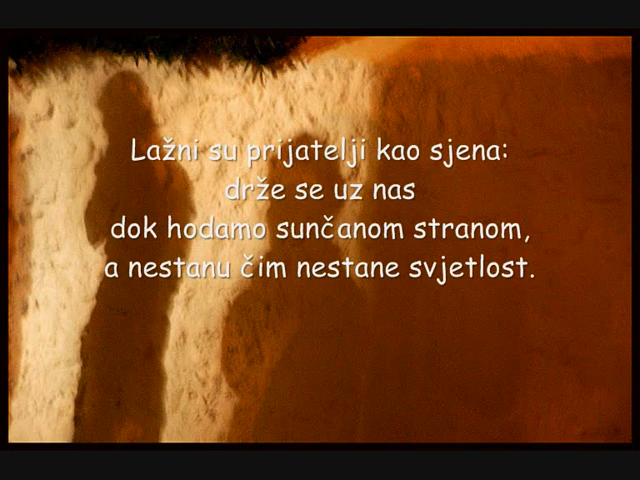 Lažni su prijatelji kao sjena:
drže se uz nas
dok hodamo sunčanom stranom,
a nestanu čim nestane svjetlost.